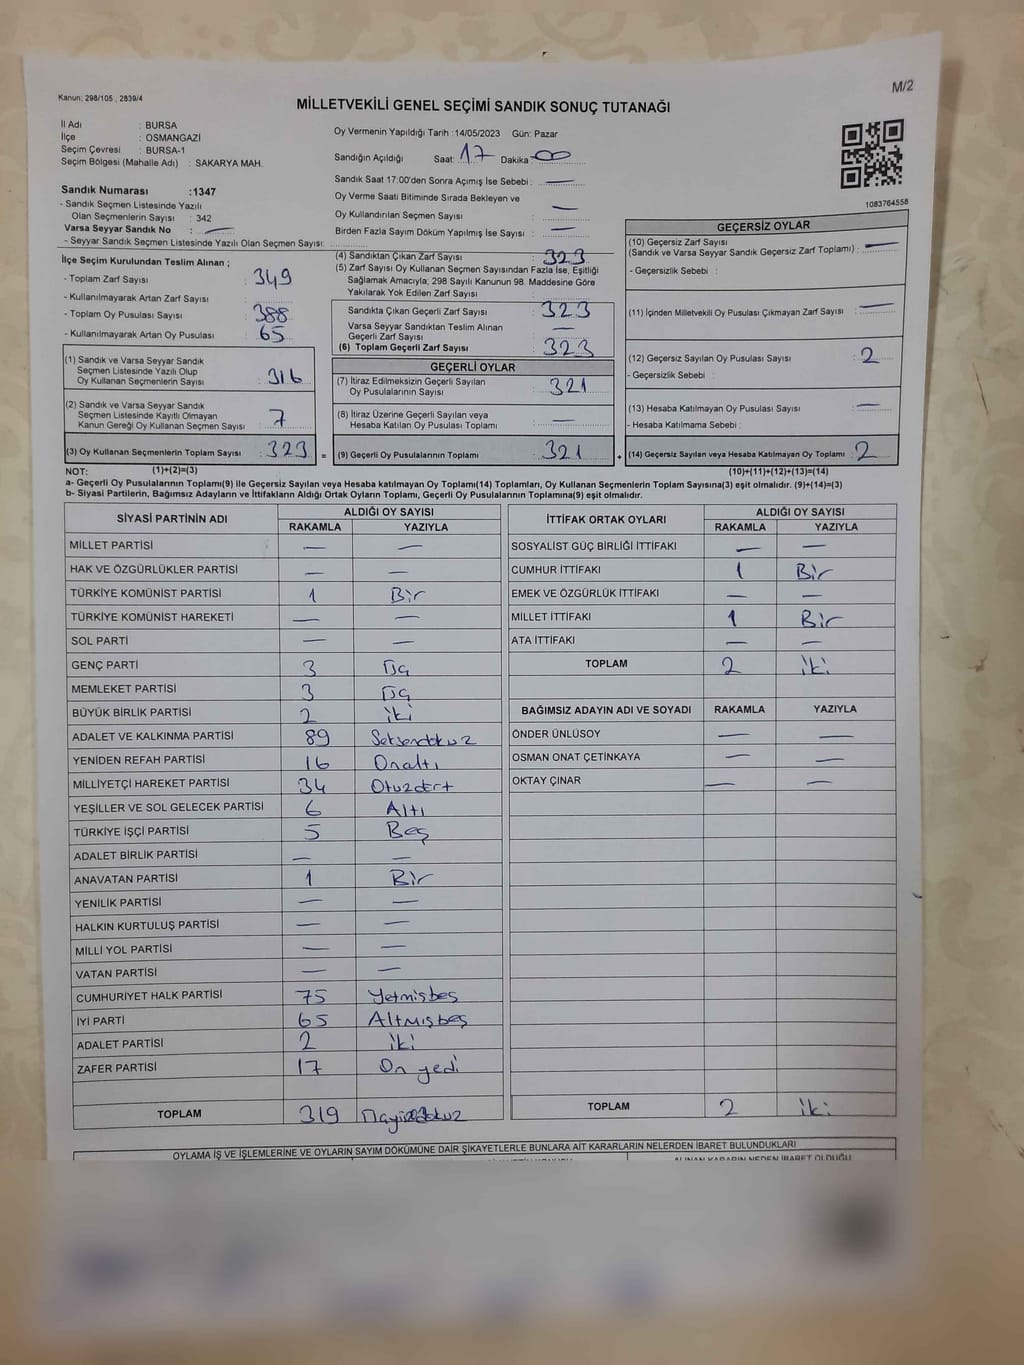 Kanun: 298/105 , 2839/4
M/2
MİLLETVEKİLİ GENEL SEÇİMİ SANDIK SONUÇ TUTANAĞI
İl Adı : BURSA
İlçe : OSMANGAZİ
Seçim Çevresi : BURSA-1
Seçim Bölgesi (Mahalle Adı) : SAKARYA MAH.
Oy Vermenin Yapıldığı Tarih :14/05/2023 Gün: Pazar
Sandığın Açıldığı Saat: 17 Dakika 00
Sandık Saat 17:00'den Sonra Açımış İse Sebebi : —
Oy Verme Saati Bitiminde Sırada Bekleyen ve
Oy Kullandırılan Seçmen Sayısı : —
Birden Fazla Sayım Döküm Yapılmış İse Sayısı : —
1083764558
Sandık Numarası :1347
- Sandık Seçmen Listesinde Yazılı
Olan Seçmenlerin Sayısı : 342
Varsa Seyyar Sandık No : —
- Seyyar Sandık Seçmen Listesinde Yazılı Olan Seçmen Sayısı:
İlçe Seçim Kurulundan Teslim Alınan ;
- Toplam Zarf Sayısı : 349
- Kullanılmayarak Artan Zarf Sayısı :
- Toplam Oy Pusulası Sayısı : 388
- Kullanılmayarak Artan Oy Pusulası : 65
(1) Sandık ve Varsa Seyyar Sandık
Seçmen Listesinde Yazılı Olup
Oy Kullanan Seçmenlerin Sayısı : 316
(2) Sandık ve Varsa Seyyar Sandık
Seçmen Listesinde Kayıtlı Olmayan
Kanun Gereği Oy Kullanan Seçmen Sayısı : 7
(3) Oy Kullanan Seçmenlerin Toplam Sayısı : 323 =
(4) Sandıktan Çıkan Zarf Sayısı : 323
(5) Zarf Sayısı Oy Kullanan Seçmen Sayısından Fazla İse, Eşitliği
Sağlamak Amacıyla; 298 Sayılı Kanunun 98. Maddesine Göre
Yakılarak Yok Edilen Zarf Sayısı :
Sandıkta Çıkan Geçerli Zarf Sayısı : 323
Varsa Seyyar Sandıktan Teslim Alınan
Geçerli Zarf Sayısı : —
(6) Toplam Geçerli Zarf Sayısı : 323
GEÇERLİ OYLAR
(7) İtiraz Edilmeksizin Geçerli Sayılan
Oy Pusulalarının Sayısı : 321
(8) İtiraz Üzerine Geçerli Sayılan veya
Hesaba Katılan Oy Pusulası Toplamı : —
(9) Geçerli Oy Pusulalarının Toplamı : 321 +
GEÇERSİZ OYLAR
(10) Geçersiz Zarf Sayısı
(Sandık ve Varsa Seyyar Sandık Geçersiz Zarf Toplamı) : —
- Geçersizlik Sebebi :
(11) İçinden Milletvekili Oy Pusulası Çıkmayan Zarf Sayısı : —
(12) Geçersiz Sayılan Oy Pusulası Sayısı : 2
- Geçersizlik Sebebi :
(13) Hesaba Katılmayan Oy Pusulası Sayısı : —
- Hesaba Katılmama Sebebi :
(14) Geçersiz Sayılan veya Hesaba Katılmayan Oy Toplamı : 2
NOT: (1)+(2)=(3) (10)+(11)+(12)+(13)=(14)
a- Geçerli Oy Pusulalarının Toplamı(9) ile Geçersiz Sayılan veya Hesaba Katılmayan Oy Toplamı(14) Toplamları, Oy Kullanan Seçmenlerin Toplam Sayısına(3) eşit olmalıdır. (9)+(14)=(3)
b- Siyasi Partilerin, Bağımsız Adayların ve İttifakların Aldığı Ortak Oyların Toplamı, Geçerli Oy Pusulalarının Toplamına(9) eşit olmalıdır.
SİYASİ PARTİNİN ADI ALDIĞI OY SAYISI
RAKAMLA YAZIYLA
MİLLET PARTİSİ — —
HAK VE ÖZGÜRLÜKLER PARTİSİ — —
TÜRKİYE KOMÜNİST PARTİSİ 1 Bir
TÜRKİYE KOMÜNİST HAREKETİ — —
SOL PARTİ — —
GENÇ PARTİ 3 Üç
MEMLEKET PARTİSİ 3 Üç
BÜYÜK BİRLİK PARTİSİ 2 iki
ADALET VE KALKINMA PARTİSİ 89 Seksendokuz
YENİDEN REFAH PARTİSİ 16 Onaltı
MİLLİYETÇİ HAREKET PARTİSİ 34 Otuzdört
YEŞİLLER VE SOL GELECEK PARTİSİ 6 Altı
TÜRKİYE İŞÇİ PARTİSİ 5 Beş
ADALET BİRLİK PARTİSİ — —
ANAVATAN PARTİSİ 1 Bir
YENİLİK PARTİSİ — —
HALKIN KURTULUŞ PARTİSİ — —
MİLLİ YOL PARTİSİ — —
VATAN PARTİSİ — —
CUMHURİYET HALK PARTİSİ 75 Yetmişbeş
İYİ PARTİ 65 Altmışbeş
ADALET PARTİSİ 2 iki
ZAFER PARTİSİ 17 On yedi
TOPLAM 319
İTTİFAK ORTAK OYLARI ALDIĞI OY SAYISI
RAKAMLA YAZIYLA
SOSYALİST GÜÇ BİRLİĞİ İTTİFAKI — —
CUMHUR İTTİFAKI 1 Bir
EMEK VE ÖZGÜRLÜK İTTİFAKI — —
MİLLET İTTİFAKI 1 Bir
ATA İTTİFAKI — —
TOPLAM 2 iki
BAĞIMSIZ ADAYIN ADI VE SOYADI RAKAMLA YAZIYLA
ÖNDER ÜNLÜSOY — —
OSMAN ONAT ÇETİNKAYA — —
OKTAY ÇINAR — —
TOPLAM 2 iki
OYLAMA İŞ VE İŞLEMLERİNE VE OYLARIN SAYIM DÖKÜMÜNE DAİR ŞİKAYETLERLE BUNLARA AİT KARARLARIN NELERDEN İBARET BULUNDUKLARI